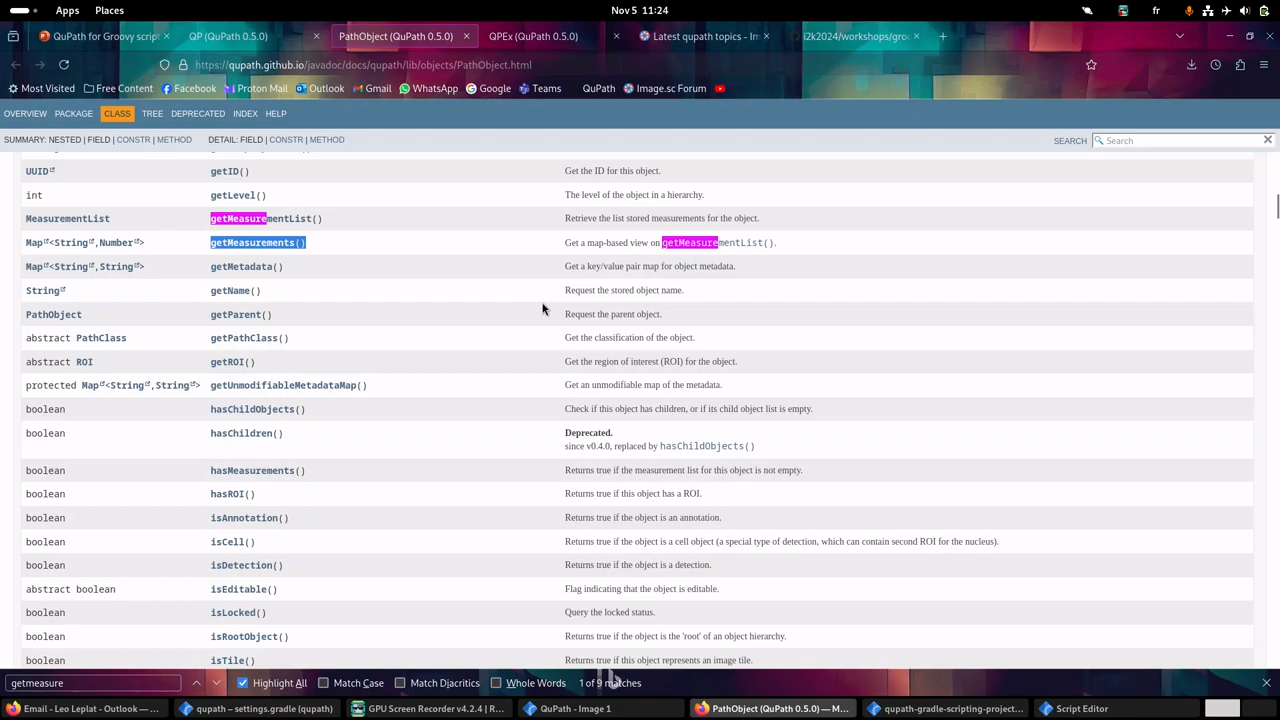 Apps Places Nov 5 11:24 fr
QuPath for Groovy script QP (QuPath 0.5.0) PathObject (QuPath 0.5.0) QPEx (QuPath 0.5.0) Latest qupath topics - Im i2k2024/workshops/groo
https://qupath.github.io/javadoc/docs/qupath/lib/objects/PathObject.html
Most Visited Free Content Facebook Proton Mail Outlook Gmail WhatsApp Google Teams QuPath Image.sc Forum
OVERVIEW PACKAGE CLASS TREE DEPRECATED INDEX HELP
SUMMARY: NESTED | FIELD | CONSTR | METHOD DETAIL: FIELD | CONSTR | METHOD SEARCH Search
UUID getID() Get the ID for this object.
int getLevel() The level of the object in a hierarchy.
MeasurementList getMeasurementList() Retrieve the list stored measurements for the object.
Map<String,Number> getMeasurements() Get a map-based view on getMeasurementList().
Map<String,String> getMetadata() Get a key/value pair map for object metadata.
String getName() Request the stored object name.
PathObject getParent() Request the parent object.
abstract PathClass getPathClass() Get the classification of the object.
abstract ROI getROI() Get the region of interest (ROI) for the object.
protected Map<String,String> getUnmodifiableMetadataMap() Get an unmodifiable map of the metadata.
boolean hasChildObjects() Check if this object has children, or if its child object list is empty.
boolean hasChildren() Deprecated.
since v0.4.0, replaced by hasChildObjects()
boolean hasMeasurements() Returns true if the measurement list for this object is not empty.
boolean hasROI() Returns true if this object has a ROI.
boolean isAnnotation() Returns true if the object is an annotation.
boolean isCell() Returns true if the object is a cell object (a special type of detection, which can contain second ROI for the nucleus).
boolean isDetection() Returns true if the object is a detection.
abstract boolean isEditable() Flag indicating that the object is editable.
boolean isLocked() Query the locked status.
boolean isRootObject() Returns true if the object is the 'root' of an object hierarchy.
boolean isTile() Returns true if this object represents an image tile.
getmeasure Highlight All Match Case Match Diacritics Whole Words 1 of 9 matches
Email - Leo Leplat - Outlook — ... qupath – settings.gradle (qupath) GPU Screen Recorder v4.2.4 | R... QuPath - Image 1 PathObject (QuPath 0.5.0) — M... qupath-gradle-scripting-project... Script Editor